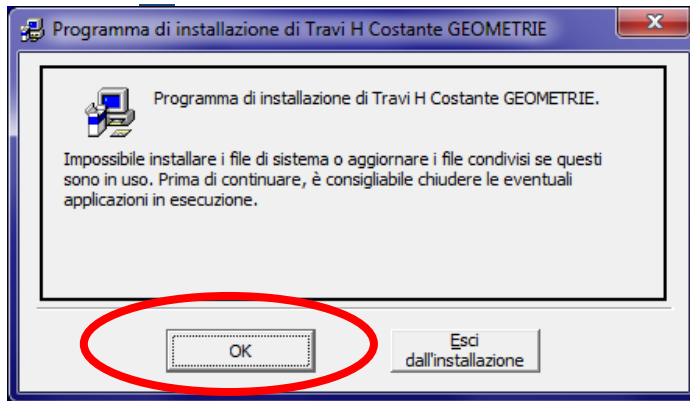 Programma di installazione di Travi H Costante GEOMETRIE
Programma di installazione di Travi H Costante GEOMETRIE.
Impossibile installare i file di sistema o aggiornare i file condivisi se questi
sono in uso. Prima di continuare, è consigliabile chiudere le eventuali
applicazioni in esecuzione.
OK
Esci
dall'installazione